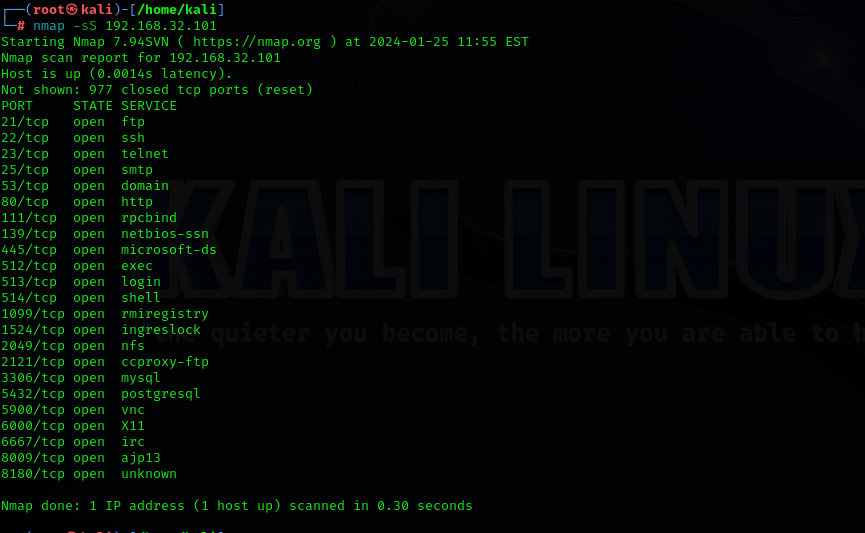 ┌──(root㉿kali)-[/home/kali]
└─# nmap -sS 192.168.32.101
Starting Nmap 7.94SVN ( https://nmap.org ) at 2024-01-25 11:55 EST
Nmap scan report for 192.168.32.101
Host is up (0.0014s latency).
Not shown: 977 closed tcp ports (reset)
PORT     STATE SERVICE
21/tcp   open  ftp
22/tcp   open  ssh
23/tcp   open  telnet
25/tcp   open  smtp
53/tcp   open  domain
80/tcp   open  http
111/tcp  open  rpcbind
139/tcp  open  netbios-ssn
445/tcp  open  microsoft-ds
512/tcp  open  exec
513/tcp  open  login
514/tcp  open  shell
1099/tcp open  rmiregistry
1524/tcp open  ingreslock
2049/tcp open  nfs
2121/tcp open  ccproxy-ftp
3306/tcp open  mysql
5432/tcp open  postgresql
5900/tcp open  vnc
6000/tcp open  X11
6667/tcp open  irc
8009/tcp open  ajp13
8180/tcp open  unknown
Nmap done: 1 IP address (1 host up) scanned in 0.30 seconds
KALI LINUX
the quieter you become, the more you are able to h